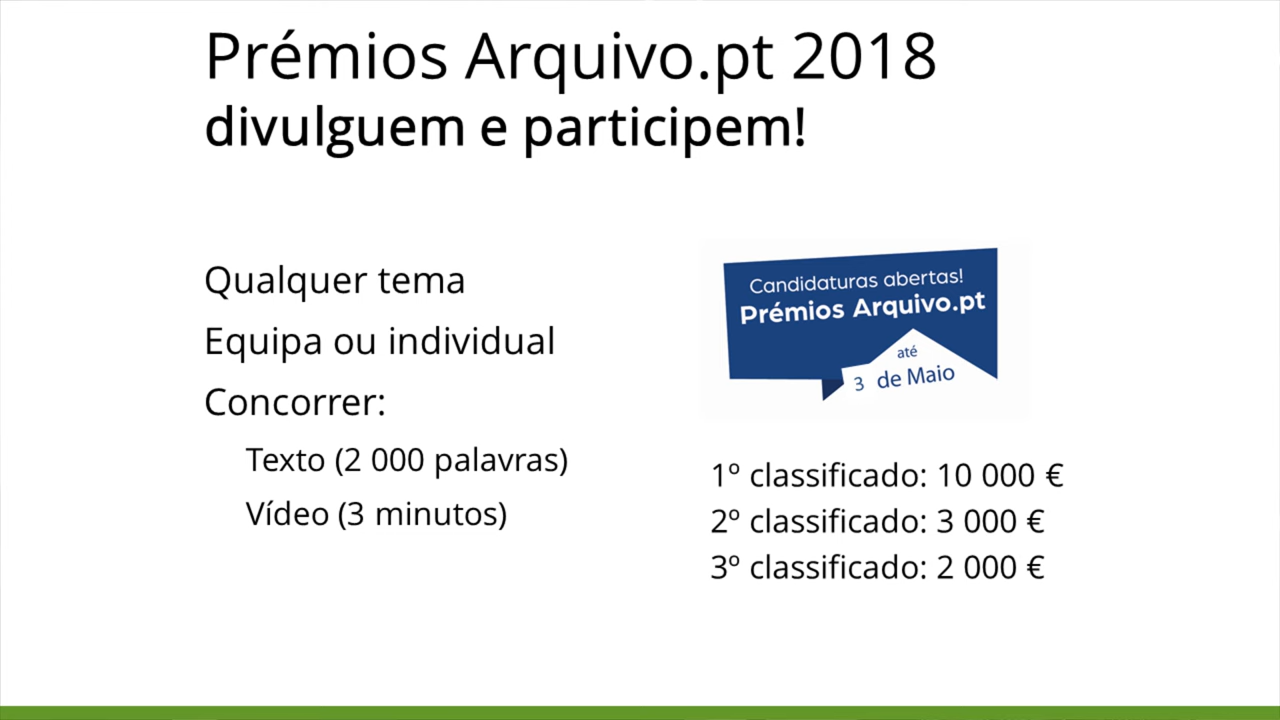 Prémios Arquivo.pt 2018
divulguem e participem!
Qualquer tema
Equipa ou individual
Concorrer:
Texto (2 000 palavras)
Vídeo (3 minutos)
Candidaturas abertas!
Prémios Arquivo.pt
até
3 de Maio
1º classificado: 10 000 €
2º classificado: 3 000 €
3º classificado: 2 000 €